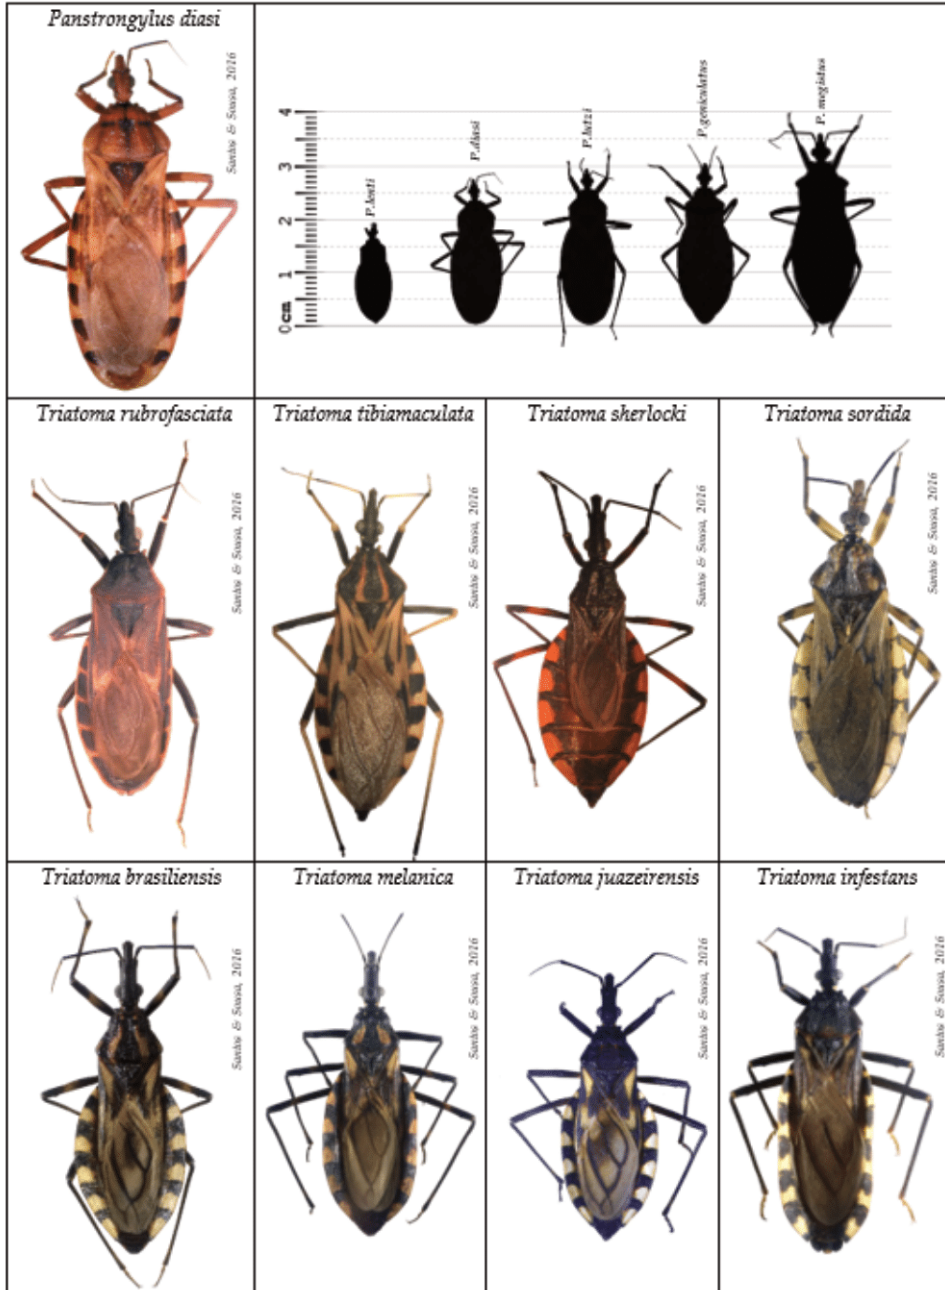 Panstrongylus diasi
Santos & Sousa, 2016
P.lenti
P.diasi
P.lutzi
P.geniculatus
P. megistus
4
3
2
1
0cm
Triatoma rubrofasciata
Santos & Sousa, 2016
Triatoma tibiamaculata
Santos & Sousa, 2016
Triatoma sherlocki
Santos & Sousa, 2016
Triatoma sordida
Santos & Sousa, 2016
Triatoma brasiliensis
Santos & Sousa, 2016
Triatoma melanica
Santos & Sousa, 2016
Triatoma juazeirensis
Santos & Sousa, 2016
Triatoma infestans
Santos & Sousa, 2016